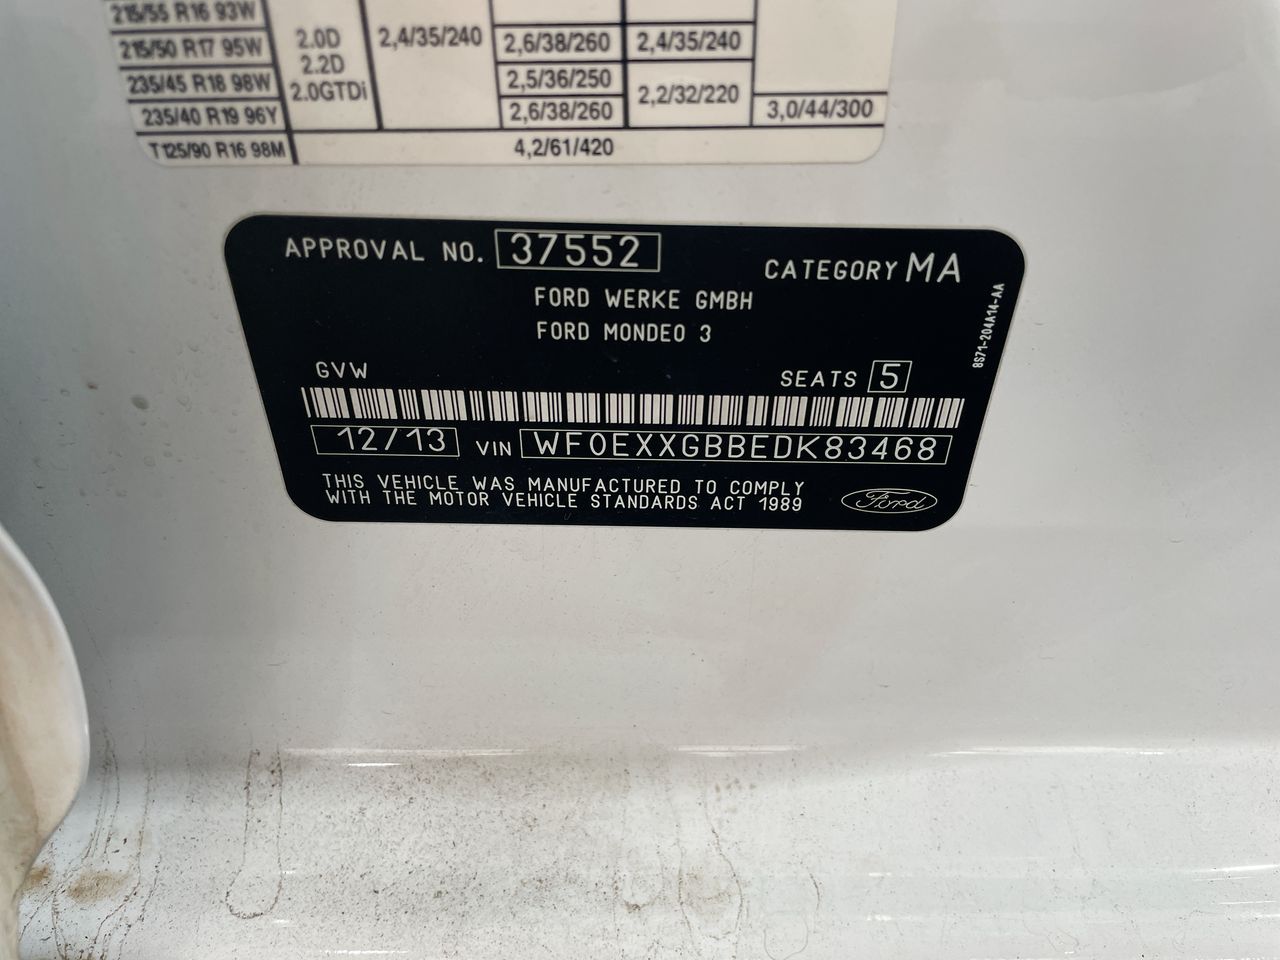 215/55 R16 93W
215/50 R17 95W 2.0D 2,4/35/240 2,6/38/260 2,4/35/240
235/45 R18 98W 2.2D 2,5/36/250 2,2/32/220
235/40 R19 96Y 2.0GTDi 2,6/38/260 3,0/44/300
T125/90 R16 98M 4,2/61/420
APPROVAL NO. 37552 CATEGORY MA
FORD WERKE GMBH
FORD MONDEO 3
8S71-204A14-AA
GVW SEATS 5
12/13 VIN WF0EXXGBBEDK83468
THIS VEHICLE WAS MANUFACTURED TO COMPLY
WITH THE MOTOR VEHICLE STANDARDS ACT 1989
Ford